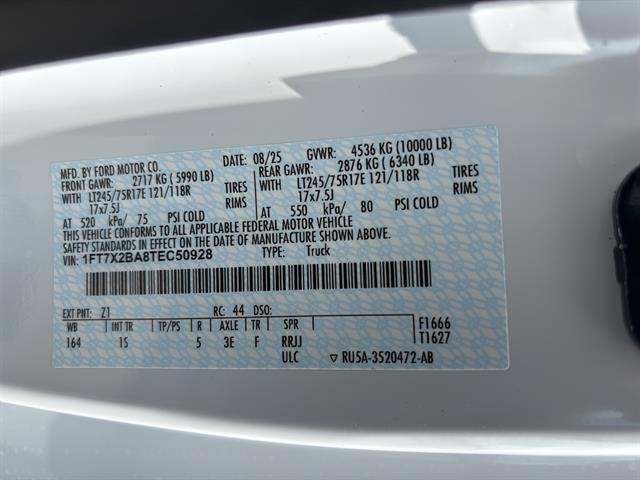 MFD. BY FORD MOTOR CO.
DATE: 08/25 GVWR: 4536 KG (10000 LB)
FRONT GAWR: 2717 KG ( 5990 LB) REAR GAWR: 2876 KG ( 6340 LB)
WITH LT245/75R17E 121/118R TIRES WITH LT245/75R17E 121/118R TIRES
17x7.5J RIMS 17x7.5J RIMS
AT 520 kPa/ 75 PSI COLD AT 550 kPa/ 80 PSI COLD
THIS VEHICLE CONFORMS TO ALL APPLICABLE FEDERAL MOTOR VEHICLE
SAFETY STANDARDS IN EFFECT ON THE DATE OF MANUFACTURE SHOWN ABOVE.
VIN: 1FT7X2BA8TEC50928 TYPE: Truck
EXT PNT: Z1 RC: 44 DSO:
WB INT TR TP/PS R AXLE TR SPR F1666
164 1S 5 3E F RRJJ T1627
ULC ▽ RU5A-3520472-AB